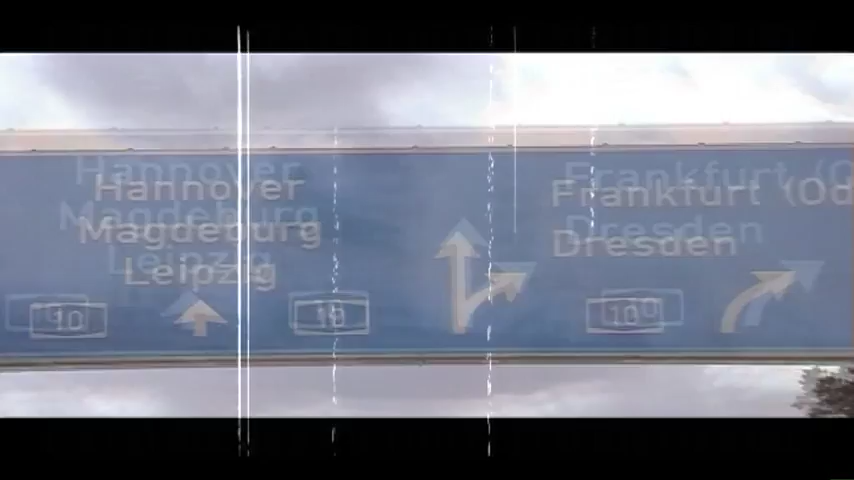 Hannover
Magdeburg
Leipzig
10
10
Frankfurt (Od
Dresden
10